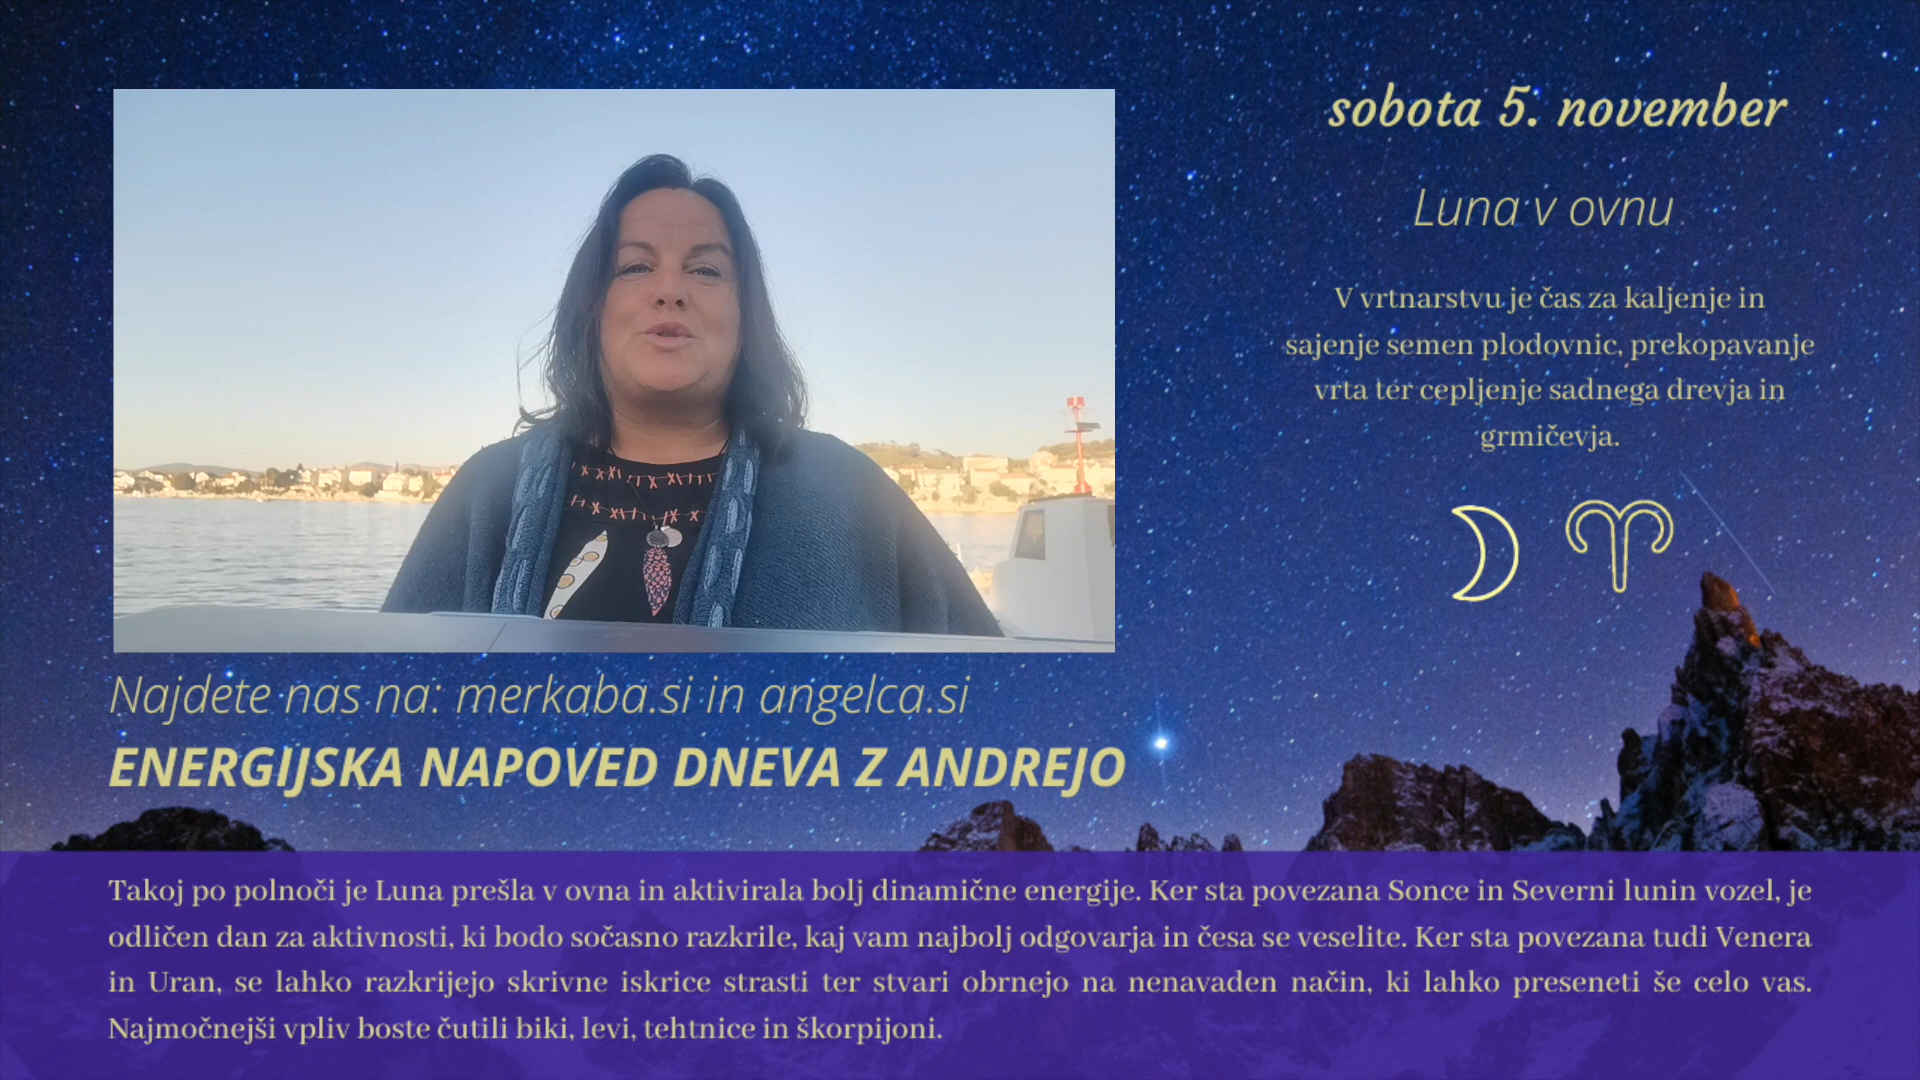 sobota 5. november
Luna v ovnu
V vrtnarstvu je čas za kaljenje in
sajenje semen plodovnic, prekopavanje
vrta ter cepljenje sadnega drevja in
grmičevja.
Najdete nas na: merkaba.si in angelca.si
ENERGIJSKA NAPOVED DNEVA Z ANDREJO
Takoj po polnoči je Luna prešla v ovna in aktivirala bolj dinamične energije. Ker sta povezana Sonce in Severni lunin vozel, je
odličen dan za aktivnosti, ki bodo sočasno razkrile, kaj vam najbolj odgovarja in česa se veselite. Ker sta povezana tudi Venera
in Uran, se lahko razkrijejo skrivne iskrice strasti ter stvari obrnejo na nenavaden način, ki lahko preseneti še celo vas.
Najmočnejši vpliv boste čutili biki, levi, tehtnice in škorpijoni.